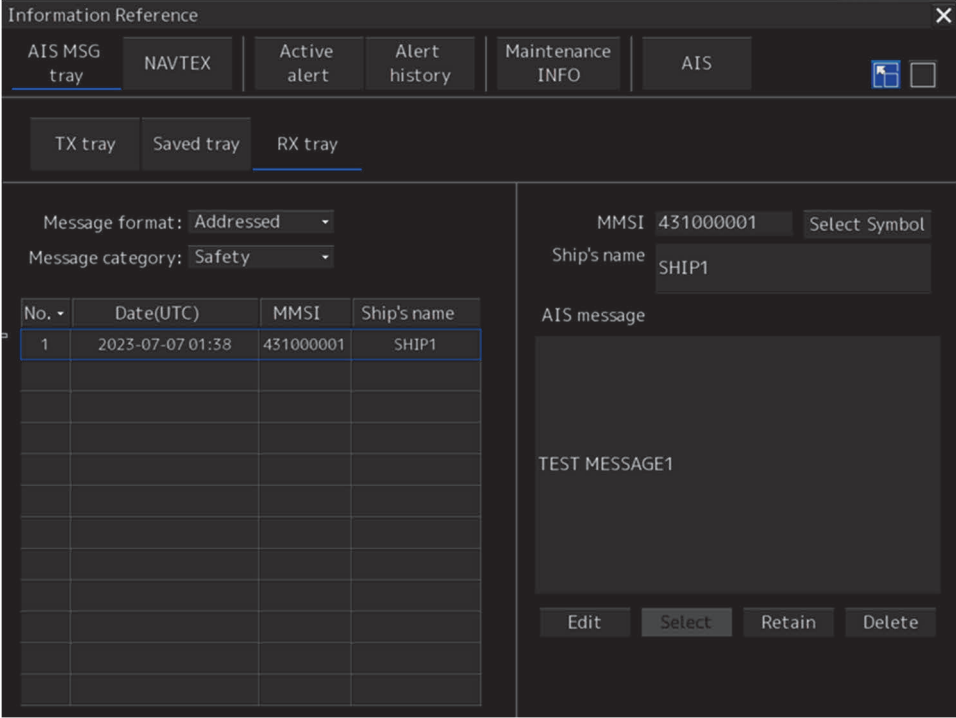 Information Reference
AIS MSG tray
NAVTEX
Active alert
Alert history
Maintenance INFO
AIS
TX tray
Saved tray
RX tray
Message format: Addressed
Message category: Safety
No. Date(UTC) MMSI Ship's name
1 2023-07-07 01:38 431000001 SHIP1
MMSI 431000001 Select Symbol
Ship's name SHIP1
AIS message
TEST MESSAGE1
Edit Select Retain Delete